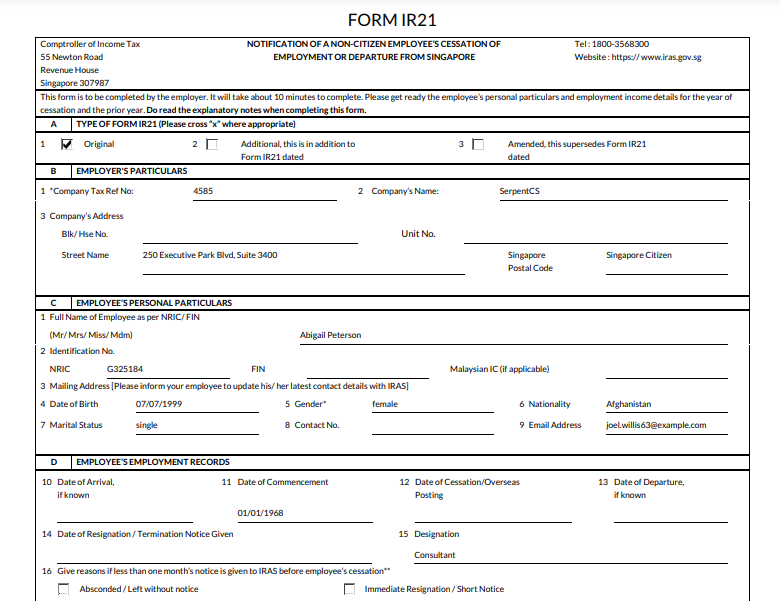 FORM IR21
Comptroller of Income Tax
55 Newton Road
Revenue House
Singapore 307987
NOTIFICATION OF A NON-CITIZEN EMPLOYEE'S CESSATION OF
EMPLOYMENT OR DEPARTURE FROM SINGAPORE
Tel : 1800-3568300
Website : https:// www.iras.gov.sg
This form is to be completed by the employer. It will take about 10 minutes to complete. Please get ready the employee's personal particulars and employment income details for the year of
cessation and the prior year. Do read the explanatory notes when completing this form.
A TYPE OF FORM IR21 (Please cross "x" where appropriate)
1 Original 2 Additional, this is in addition to 3 Amended, this supersedes Form IR21
Form IR21 dated dated
B EMPLOYER'S PARTICULARS
1 *Company Tax Ref No: 4585 2 Company's Name: SerpentCS
3 Company's Address
Blk/ Hse No. Unit No.
Street Name 250 Executive Park Blvd, Suite 3400 Singapore Singapore Citizen
Postal Code
C EMPLOYEE'S PERSONAL PARTICULARS
1 Full Name of Employee as per NRIC/ FIN
(Mr/ Mrs/ Miss/ Mdm) Abigail Peterson
2 Identification No.
NRIC G325184 FIN Malaysian IC (if applicable)
3 Mailing Address [Please inform your employee to update his/ her latest contact details with IRAS]
4 Date of Birth 07/07/1999 5 Gender* female 6 Nationality Afghanistan
7 Marital Status single 8 Contact No. 9 Email Address joel.willis63@example.com
D EMPLOYEE'S EMPLOYMENT RECORDS
10 Date of Arrival, 11 Date of Commencement 12 Date of Cessation/Overseas 13 Date of Departure,
if known Posting if known
01/01/1968
14 Date of Resignation / Termination Notice Given 15 Designation
Consultant
16 Give reasons if less than one month's notice is given to IRAS before employee's cessation**
Absconded / Left without notice Immediate Resignation / Short Notice